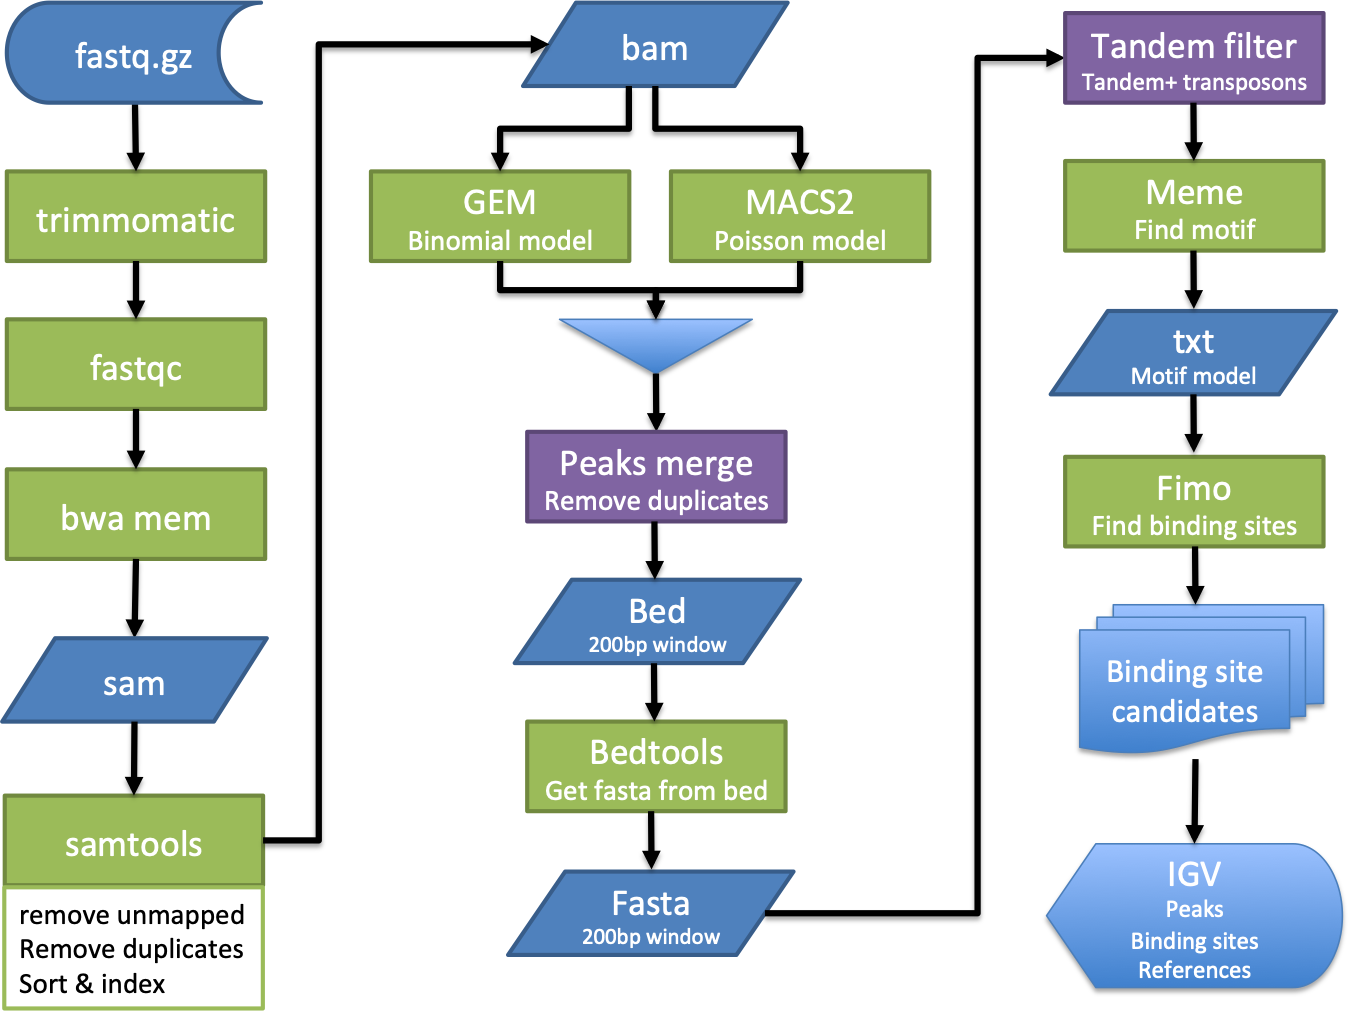 fastq.gz
trimmomatic
fastqc
bwa mem
sam
samtools
remove unmapped
Remove duplicates
Sort & index
bam
GEM
Binomial model
MACS2
Poisson model
Peaks merge
Remove duplicates
Bed
200bp window
Bedtools
Get fasta from bed
Fasta
200bp window
Tandem filter
Tandem+ transposons
Meme
Find motif
txt
Motif model
Fimo
Find binding sites
Binding site
candidates
IGV
Peaks
Binding sites
References